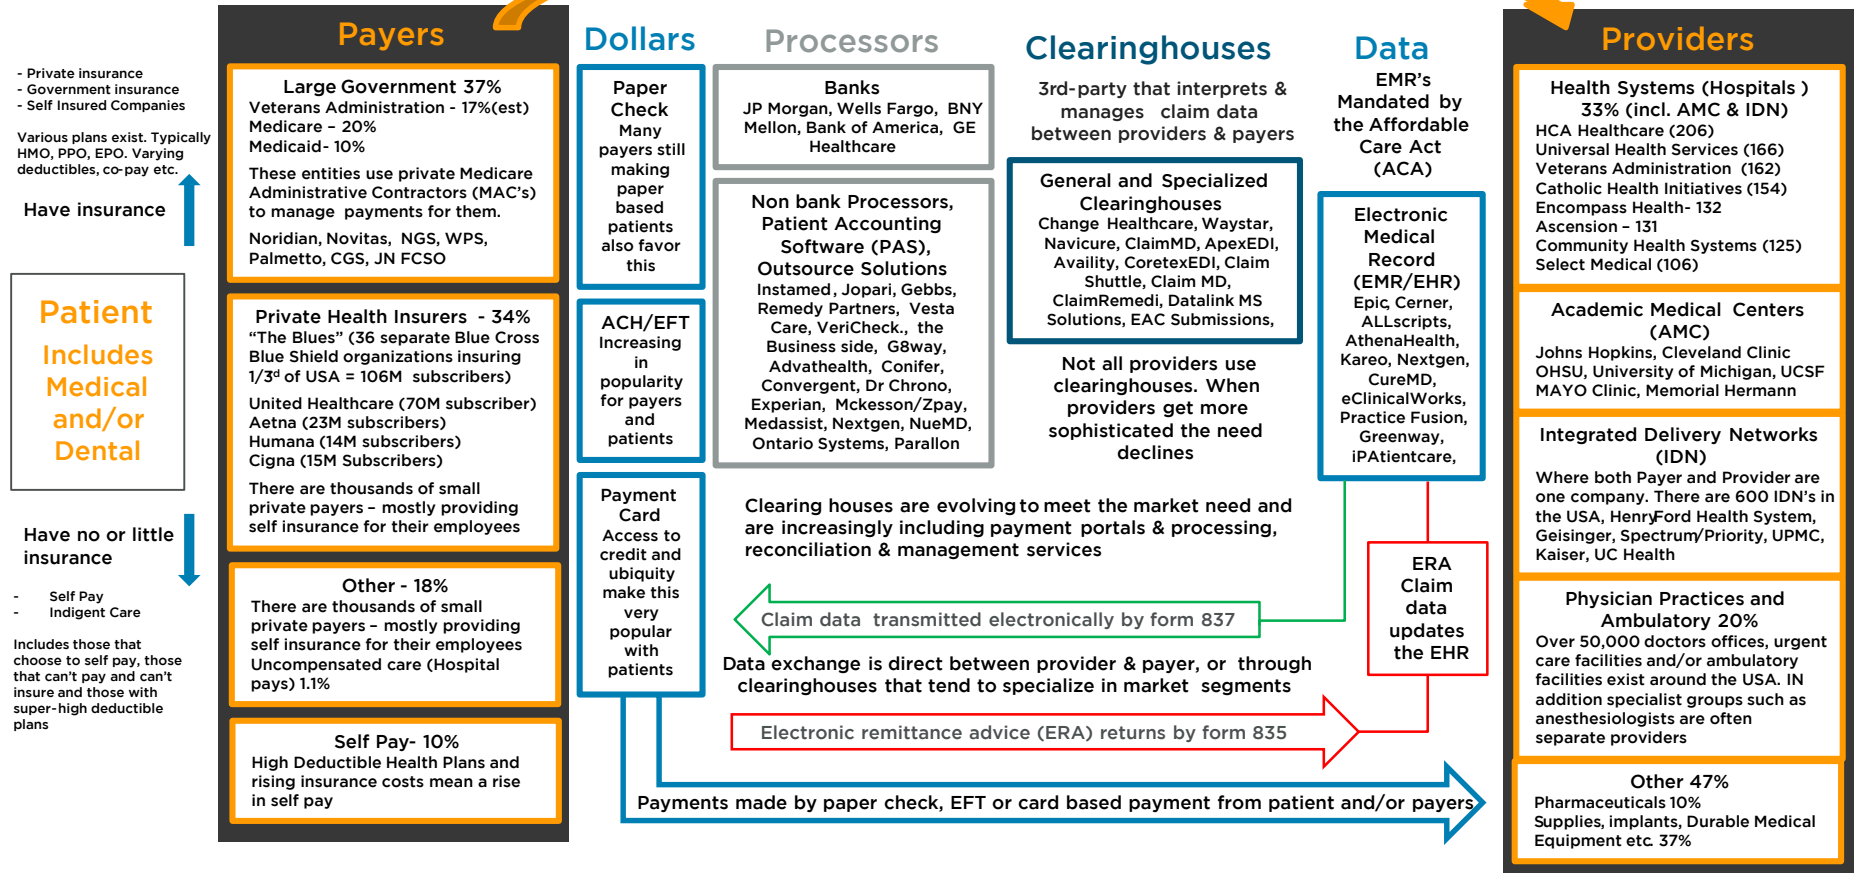 - Private insurance
- Government insurance
- Self Insured Companies
Various plans exist. Typically
HMO, PPO, EPO. Varying
deductibles, co-pay etc.
Have insurance
Patient
Includes
Medical
and/or
Dental
Have no or little
insurance
- Self Pay
- Indigent Care
Includes those that
choose to self pay, those
that can't pay and can't
insure and those with
super-high deductible
plans
Payers
Large Government 37%
Veterans Administration - 17%(est)
Medicare – 20%
Medicaid- 10%
These entities use private Medicare
Administrative Contractors (MAC's)
to manage payments for them.
Noridian, Novitas, NGS, WPS,
Palmetto, CGS, JN FCSO
Private Health Insurers - 34%
“The Blues” (36 separate Blue Cross
Blue Shield organizations insuring
1/3ᵈ of USA = 106M subscribers)
United Healthcare (70M subscriber)
Aetna (23M subscribers)
Humana (14M subscribers)
Cigna (15M Subscribers)
There are thousands of small
private payers – mostly providing
self insurance for their employees
Other - 18%
There are thousands of small
private payers – mostly providing
self insurance for their employees
Uncompensated care (Hospital
pays) 1.1%
Self Pay- 10%
High Deductible Health Plans and
rising insurance costs mean a rise
in self pay
Dollars
Paper
Check
Many
payers still
making
paper
based
patients
also favor
this
ACH/EFT
Increasing
in
popularity
for payers
and
patients
Payment
Card
Access to
credit and
ubiquity
make this
very
popular
with
patients
Processors
Banks
JP Morgan, Wells Fargo, BNY
Mellon, Bank of America, GE
Healthcare
Non bank Processors,
Patient Accounting
Software (PAS),
Outsource Solutions
Instamed, Jopari, Gebbs,
Remedy Partners, Vesta
Care, VeriCheck., the
Business side, G8way,
Advathealth, Conifer,
Convergent, Dr Chrono,
Experian, Mckesson/Zpay,
Medassist, Nextgen, NueMD,
Ontario Systems, Parallon
Clearinghouses
3rd-party that interprets &
manages claim data
between providers & payers
General and Specialized
Clearinghouses
Change Healthcare, Waystar,
Navicure, ClaimMD, ApexEDI,
Availity, CoretexEDI, Claim
Shuttle, Claim MD,
ClaimRemedi, Datalink MS
Solutions, EAC Submissions,
Not all providers use
clearinghouses. When
providers get more
sophisticated the need
declines
Data
EMR's
Mandated by
the Affordable
Care Act
(ACA)
Electronic
Medical
Record
(EMR/EHR)
Epic, Cerner,
ALLscripts,
AthenaHealth,
Kareo, Nextgen,
CureMD,
eClinicalWorks,
Practice Fusion,
Greenway,
iPAtientcare,
Clearing houses are evolving to meet the market need and
are increasingly including payment portals & processing,
reconciliation & management services
Claim data transmitted electronically by form 837
Data exchange is direct between provider & payer, or through
clearinghouses that tend to specialize in market segments
Electronic remittance advice (ERA) returns by form 835
ERA
Claim
data
updates
the EHR
Payments made by paper check, EFT or card based payment from patient and/or payers
Providers
Health Systems (Hospitals )
33% (incl. AMC & IDN)
HCA Healthcare (206)
Universal Health Services (166)
Veterans Administration (162)
Catholic Health Initiatives (154)
Encompass Health- 132
Ascension – 131
Community Health Systems (125)
Select Medical (106)
Academic Medical Centers
(AMC)
Johns Hopkins, Cleveland Clinic
OHSU, University of Michigan, UCSF
MAYO Clinic, Memorial Hermann
Integrated Delivery Networks
(IDN)
Where both Payer and Provider are
one company. There are 600 IDN's in
the USA, Henry Ford Health System,
Geisinger, Spectrum/Priority, UPMC,
Kaiser, UC Health
Physician Practices and
Ambulatory 20%
Over 50,000 doctors offices, urgent
care facilities and/or ambulatory
facilities exist around the USA. IN
addition specialist groups such as
anesthesiologists are often
separate providers
Other 47%
Pharmaceuticals 10%
Supplies, implants, Durable Medical
Equipment etc. 37%